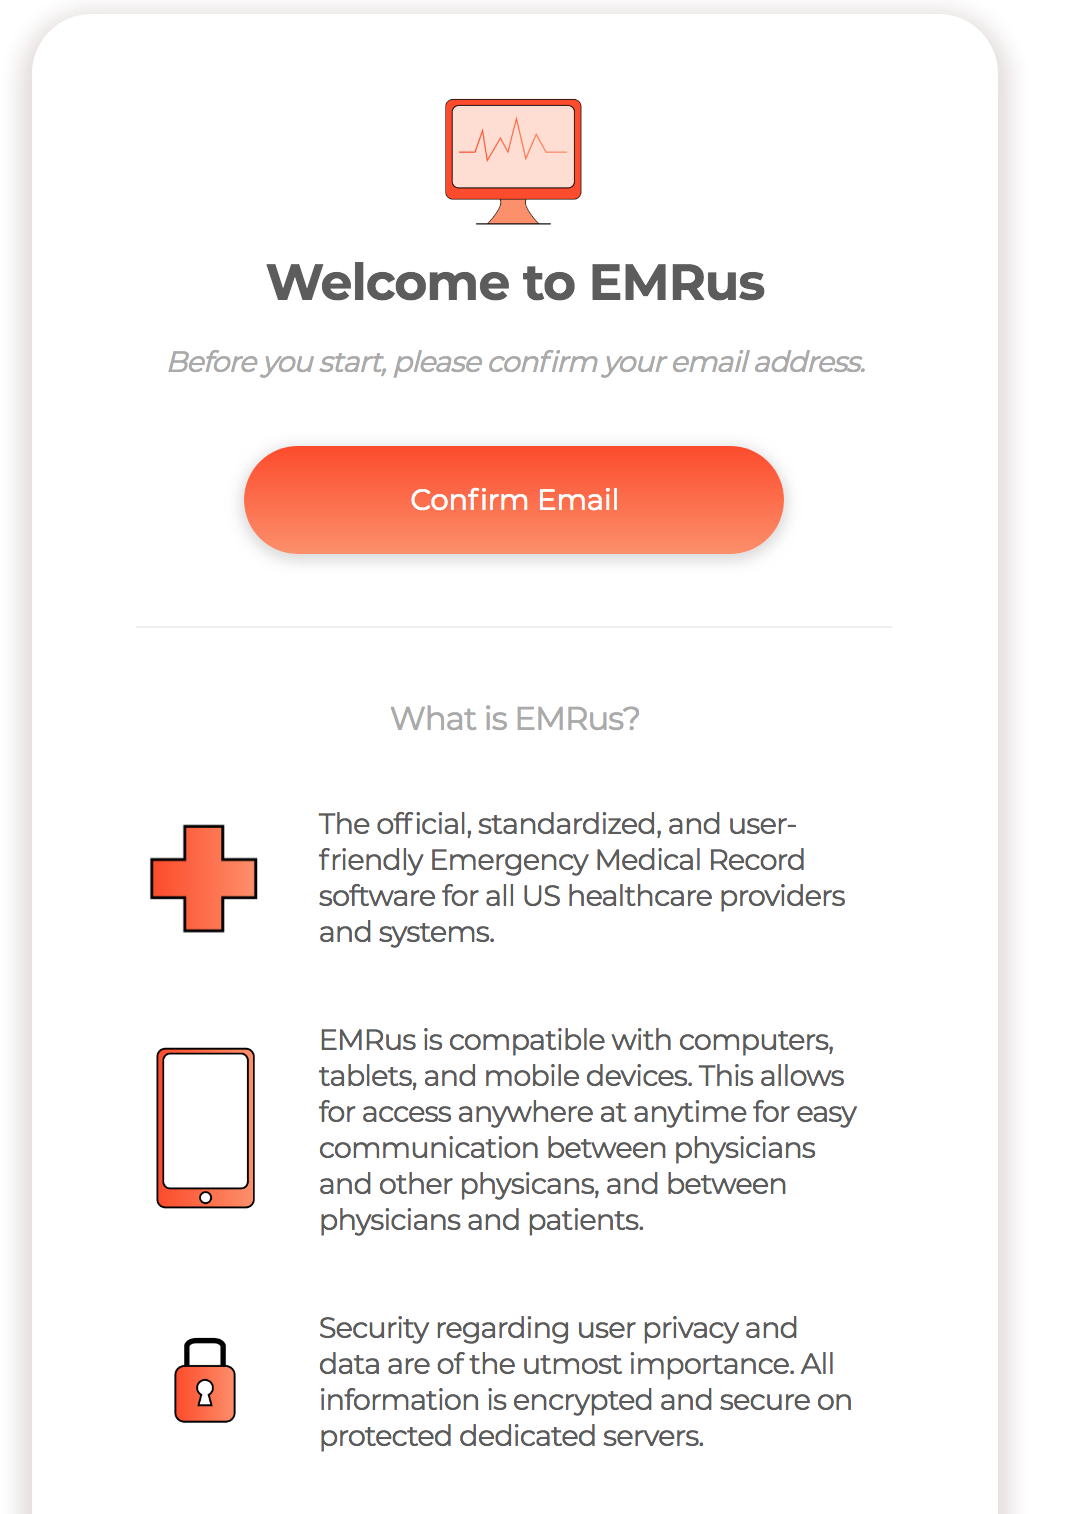 Welcome to EMRus
Before you start, please confirm your email address.
Confirm Email
What is EMRus?
The official, standardized, and user-
friendly Emergency Medical Record
software for all US healthcare providers
and systems.
EMRus is compatible with computers,
tablets, and mobile devices. This allows
for access anywhere at anytime for easy
communication between physicians
and other physicans, and between
physicians and patients.
Security regarding user privacy and
data are of the utmost importance. All
information is encrypted and secure on
protected dedicated servers.